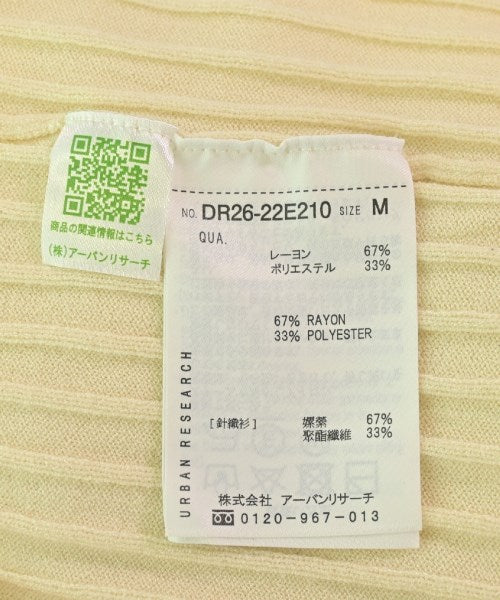 商品の関連情報はこちら
(株)アーバンリサーチ
NO. DR26-22E210 SIZE M
QUA.
レーヨン 67%
ポリエステル 33%
67% RAYON
33% POLYESTER
URBAN RESEARCH
[針織衫] 嫘縈 67%
聚酯纖維 33%
株式会社 アーバンリサーチ
0120-967-013